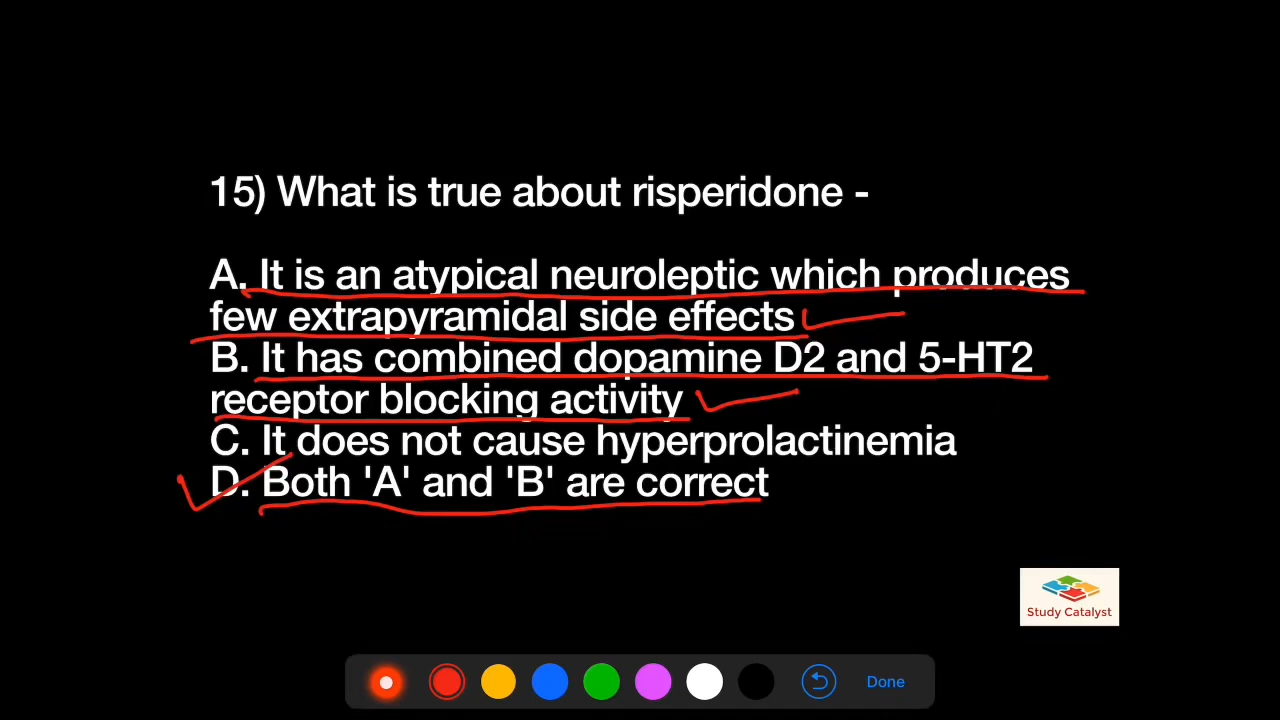 15) What is true about risperidone -
A. It is an atypical neuroleptic which produces
few extrapyramidal side effects
B. It has combined dopamine D2 and 5-HT2
receptor blocking activity
C. It does not cause hyperprolactinemia
D. Both 'A' and 'B' are correct
Study Catalyst
Done